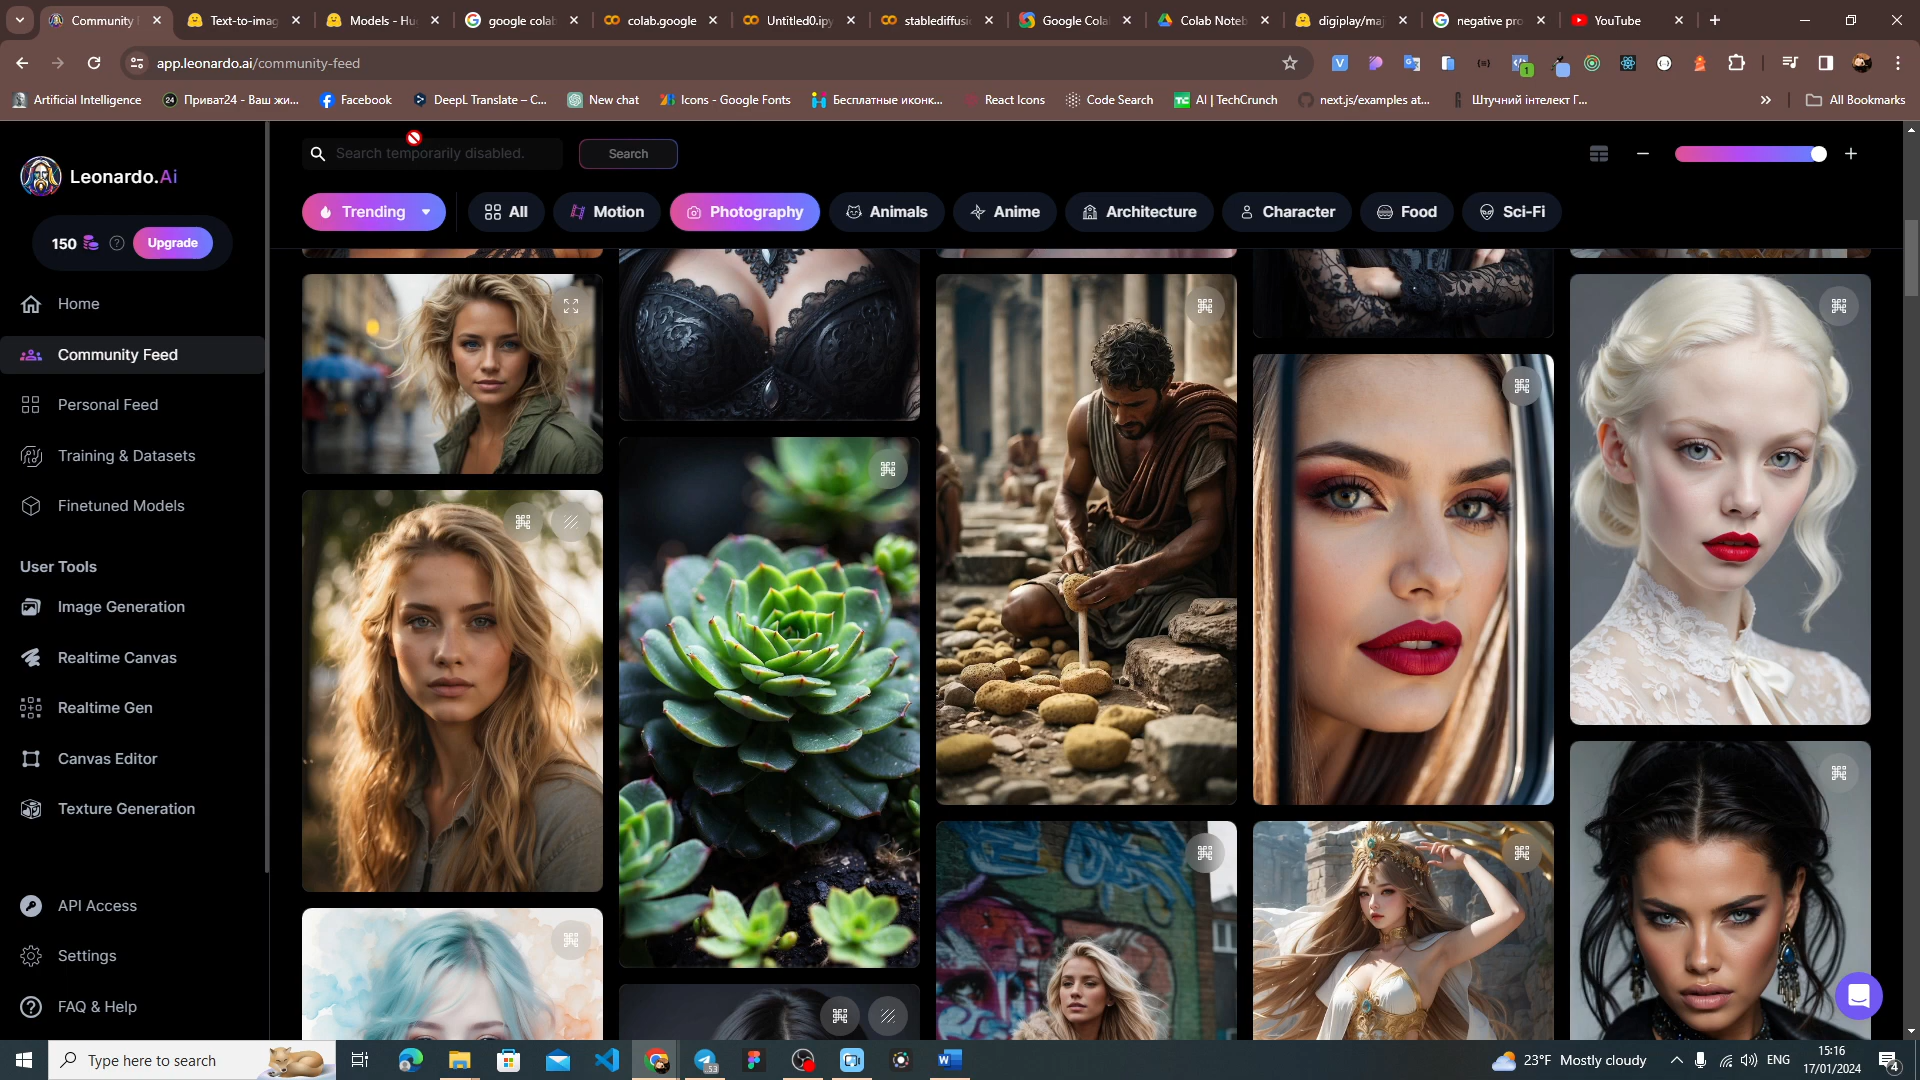 Community
Text-to-imag
Models - Hu
google colab
colab.google
Untitled0.ipy
stablediffusi
Google Cola
Colab Noteb
digiplay/maj
negative pro
YouTube
app.leonardo.ai/community-feed
1
Artificial Intelligence
24
Приват24 - Ваш жи...
Facebook
DeepL Translate – C...
New chat
Icons - Google Fonts
Бесплатные иконк...
React Icons
Code Search
AI | TechCrunch
next.js/examples at...
Штучний інтелект Г...
All Bookmarks
Search temporarily disabled.
Search
Leonardo.Ai
Trending
All
Motion
Photography
Animals
Anime
Architecture
Character
Food
Sci-Fi
150
Upgrade
Home
Community Feed
Personal Feed
Training & Datasets
Finetuned Models
User Tools
Image Generation
Realtime Canvas
Realtime Gen
Canvas Editor
Texture Generation
API Access
Settings
FAQ & Help
Type here to search
53
23°F Mostly cloudy
ENG
15:16
17/01/2024
4